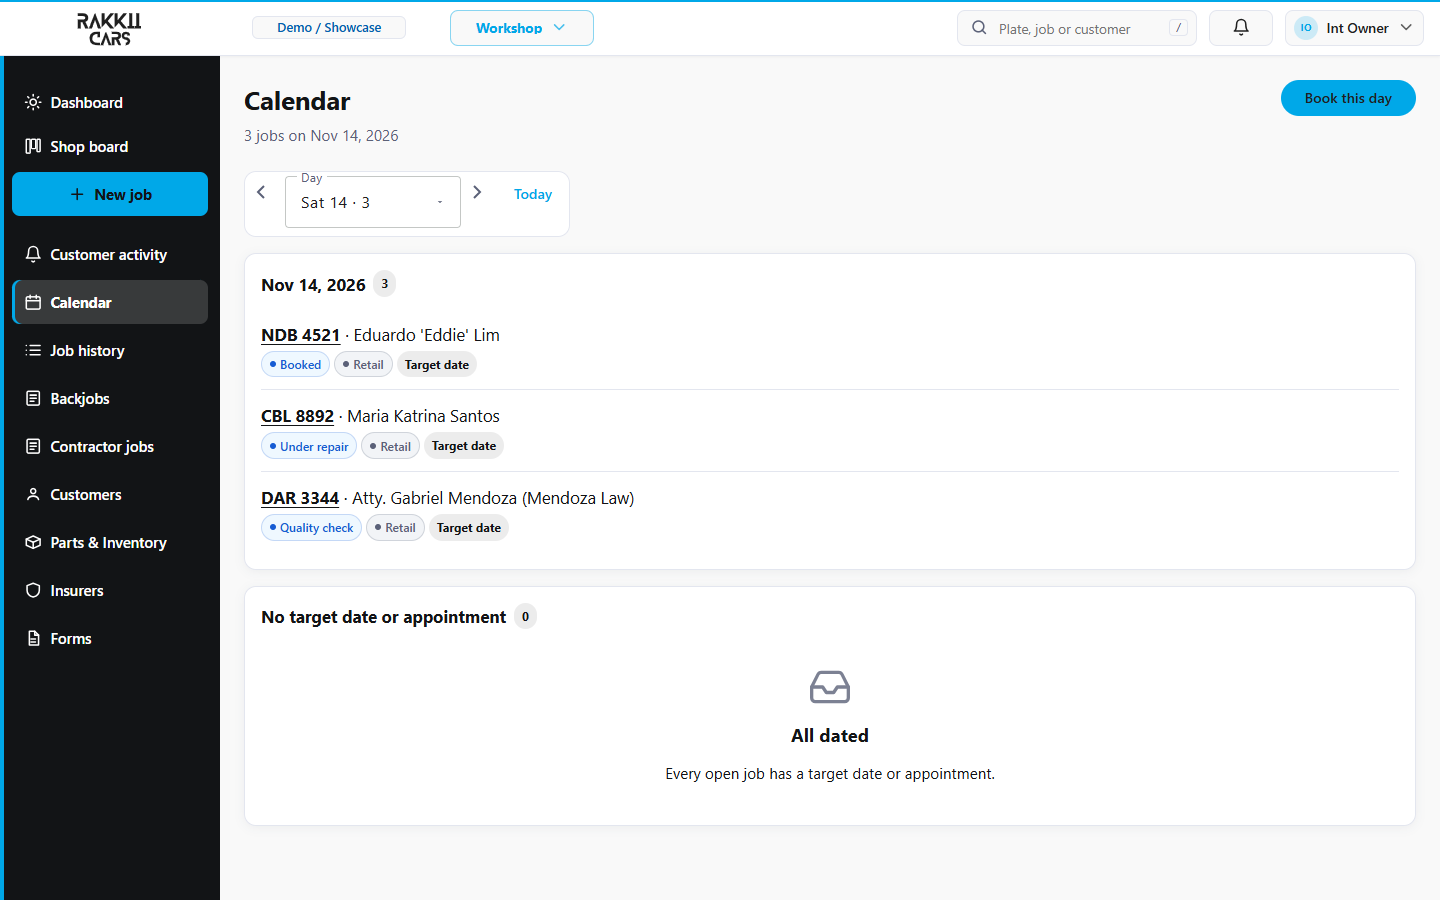 RAKKII CARS
Demo / Showcase
Workshop
Plate, job or customer
/
IO
Int Owner
Dashboard
Shop board
+ New job
Customer activity
Calendar
Job history
Backjobs
Contractor jobs
Customers
Parts & Inventory
Insurers
Forms
Calendar
Book this day
3 jobs on Nov 14, 2026
Day
Sat 14 · 3
Today
Nov 14, 2026 3
NDB 4521 · Eduardo 'Eddie' Lim
Booked Retail Target date
CBL 8892 · Maria Katrina Santos
Under repair Retail Target date
DAR 3344 · Atty. Gabriel Mendoza (Mendoza Law)
Quality check Retail Target date
No target date or appointment 0
All dated
Every open job has a target date or appointment.